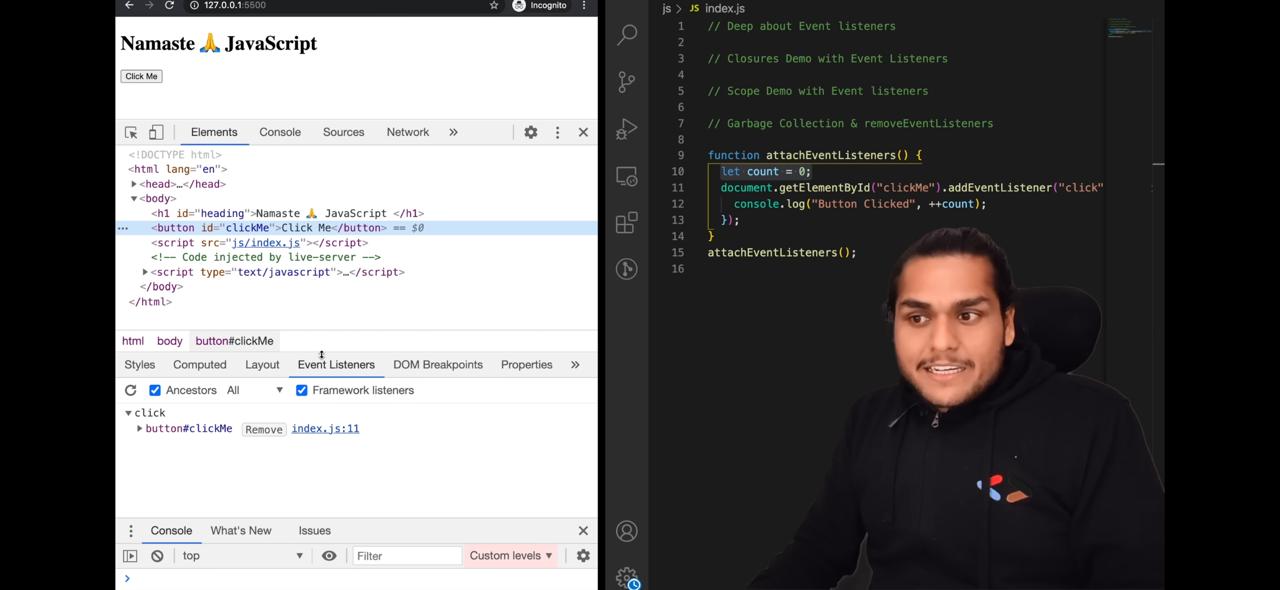 127.0.0.1:5500
Incognito
Namaste 🙏 JavaScript
Click Me
Elements Console Sources Network »
<!DOCTYPE html>
<html lang="en">
<head>…</head>
<body>
<h1 id="heading">Namaste 🙏 JavaScript </h1>
<button id="clickMe">Click Me</button> == $0
<script src="js/index.js"></script>
<!-- Code injected by live-server -->
<script type="text/javascript">…</script>
</body>
</html>
html body button#clickMe
Styles Computed Layout Event Listeners DOM Breakpoints Properties »
Ancestors All Framework listeners
click
button#clickMe Remove index.js:11
Console What's New Issues
top Filter Custom levels
js > JS index.js
1 // Deep about Event listeners
2
3 // Closures Demo with Event Listeners
4
5 // Scope Demo with Event listeners
6
7 // Garbage Collection & removeEventListeners
8
9 function attachEventListeners() {
10 let count = 0;
11 document.getElementById("clickMe").addEventListener("click"
12 console.log("Button Clicked", ++count);
13 });
14 }
15 attachEventListeners();
16